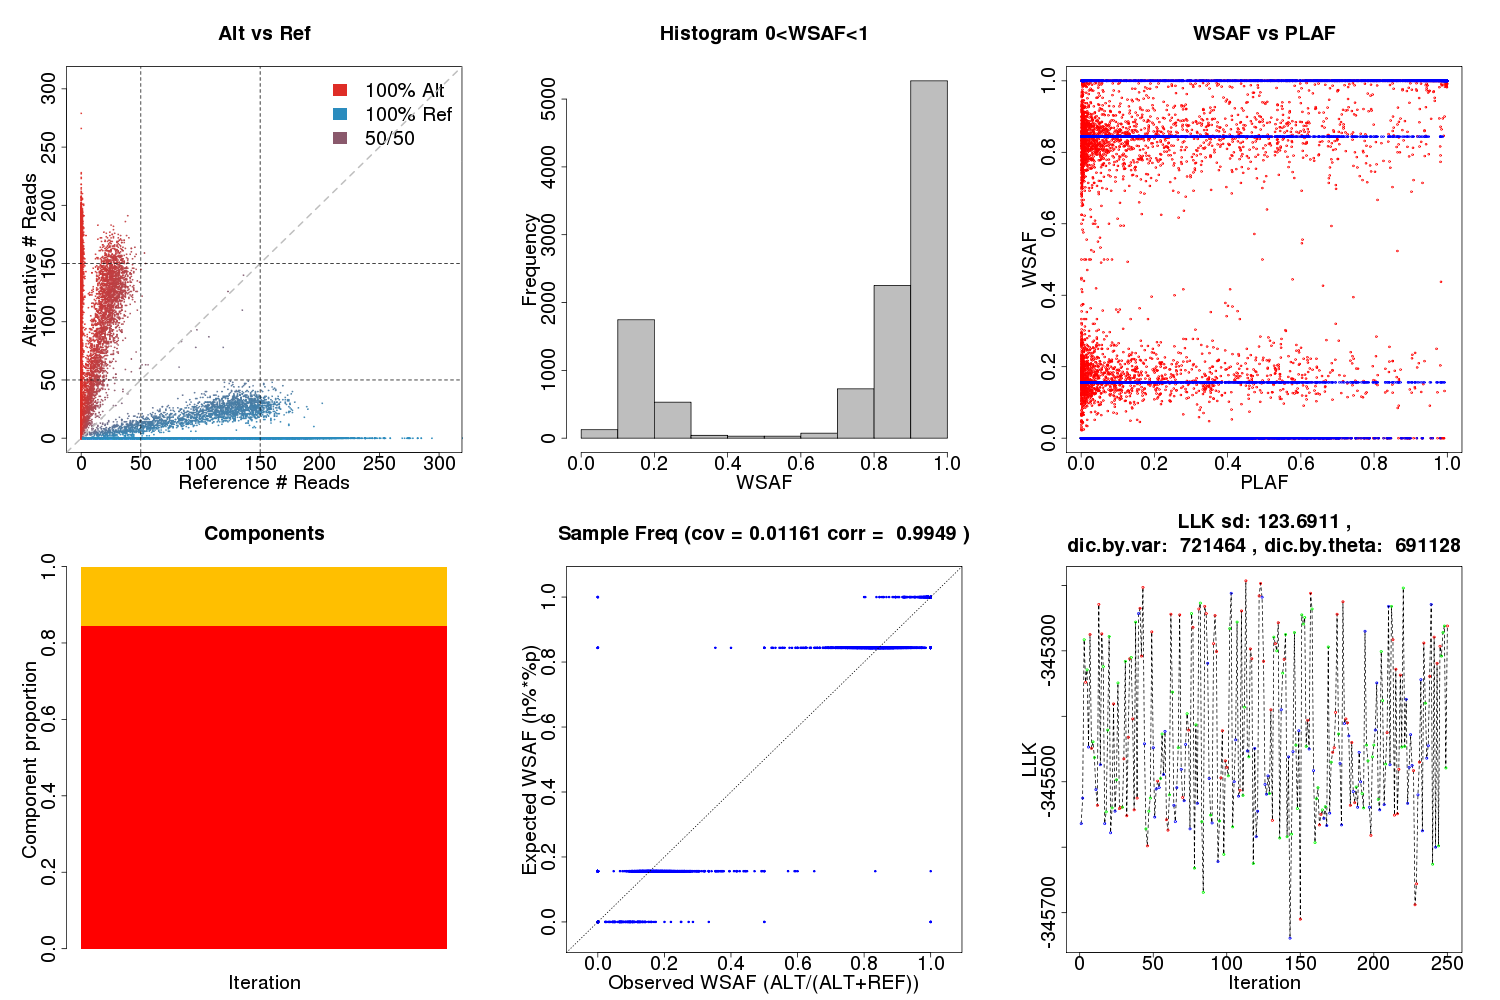 Alt vs Ref
300
250
200
150
100
50
0
Alternative # Reads
100% Alt
100% Ref
50/50
0 50 100 150 200 250 300
Reference # Reads
Histogram 0<WSAF<1
5000
4000
3000
2000
1000
0
Frequency
0.0 0.2 0.4 0.6 0.8 1.0
WSAF
WSAF vs PLAF
1.0
0.8
0.6
0.4
0.2
0.0
WSAF
0.0 0.2 0.4 0.6 0.8 1.0
PLAF
Components
1.0
0.8
0.6
0.4
0.2
0.0
Component proportion
Iteration
Sample Freq (cov = 0.01161 corr = 0.9949 )
1.0
0.8
0.6
0.4
0.2
0.0
Expected WSAF (h%*%p)
0.0 0.2 0.4 0.6 0.8 1.0
Observed WSAF (ALT/(ALT+REF))
LLK sd: 123.6911 ,
dic.by.var: 721464 , dic.by.theta: 691128
-345300
-345500
-345700
LLK
0 50 100 150 200 250
Iteration